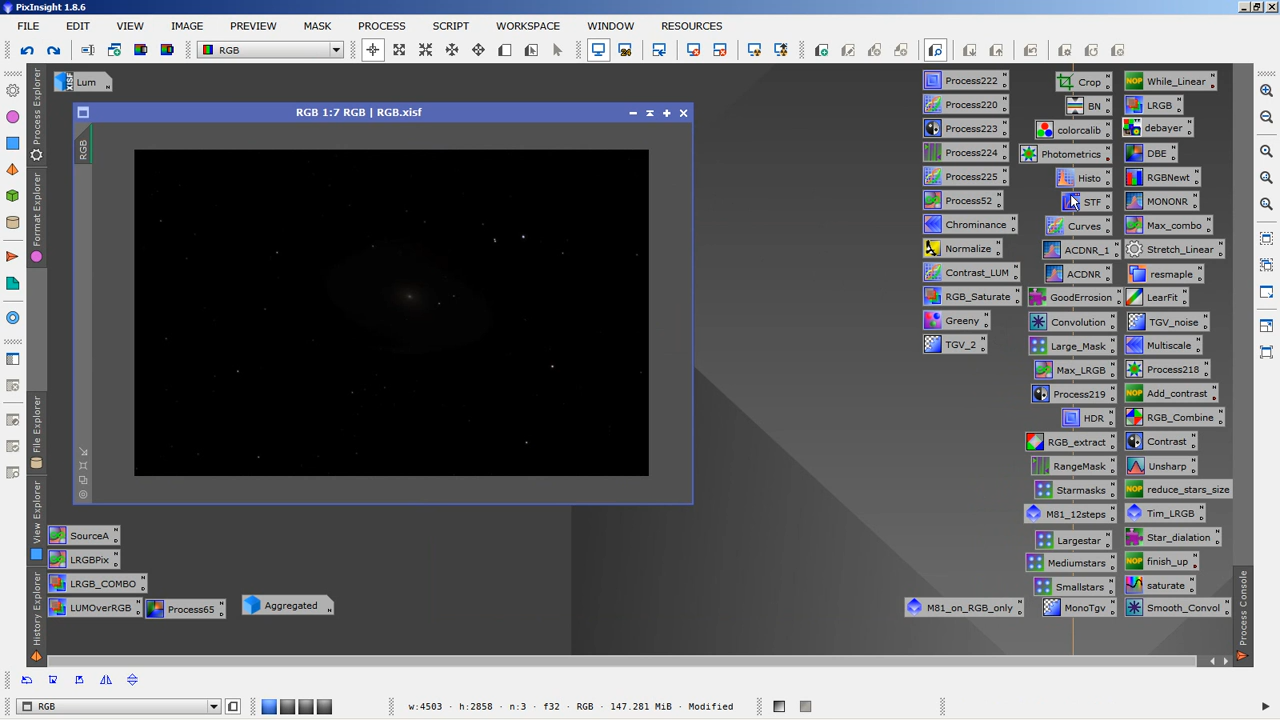 PixInsight 1.8.6
FILE EDIT VIEW IMAGE PREVIEW MASK PROCESS SCRIPT WORKSPACE WINDOW RESOURCES
RGB
Process Explorer
Format Explorer
File Explorer
View Explorer
History Explorer
Process Console
Lum
RGB 1:7 RGB | RGB.xisf
RGB
Process222
Process220
Process223
Process224
Process225
Process52
Chrominance
Normalize
Contrast_LUM
RGB_Saturate
Greeny
TGV_2
Crop
BN
colorcalib
Photometrics
Histo
STF
Curves
ACDNR_1
ACDNR
GoodErrosion
Convolution
Large_Mask
Max_LRGB
Process219
HDR
RGB_extract
RangeMask
Starmasks
M81_12steps
Largestar
Mediumstars
Smallstars
MonoTgv
While_Linear
LRGB
debayer
DBE
RGBNewt
MONONR
Max_combo
Stretch_Linear
resmaple
LearFit
TGV_noise
Multiscale
Process218
Add_contrast
RGB_Combine
Contrast
Unsharp
reduce_stars_size
Tim_LRGB
Star_dialation
finish_up
saturate
Smooth_Convol
M81_on_RGB_only
SourceA
LRGBPix
LRGB_COMBO
LUMOverRGB
Process65
Aggregated
RGB
w:4503 h:2858 n:3 f32 RGB 147.281 MiB Modified